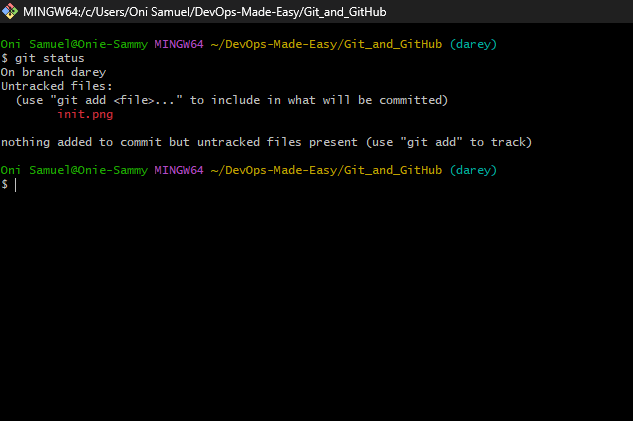 MINGW64:/c/Users/Oni Samuel/DevOps-Made-Easy/Git_and_GitHub
Oni Samuel@Onie-Sammy MINGW64 ~/DevOps-Made-Easy/Git_and_GitHub (darey)
$ git status
On branch darey
Untracked files:
  (use "git add <file>..." to include in what will be committed)
        init.png
nothing added to commit but untracked files present (use "git add" to track)
Oni Samuel@Onie-Sammy MINGW64 ~/DevOps-Made-Easy/Git_and_GitHub (darey)
$